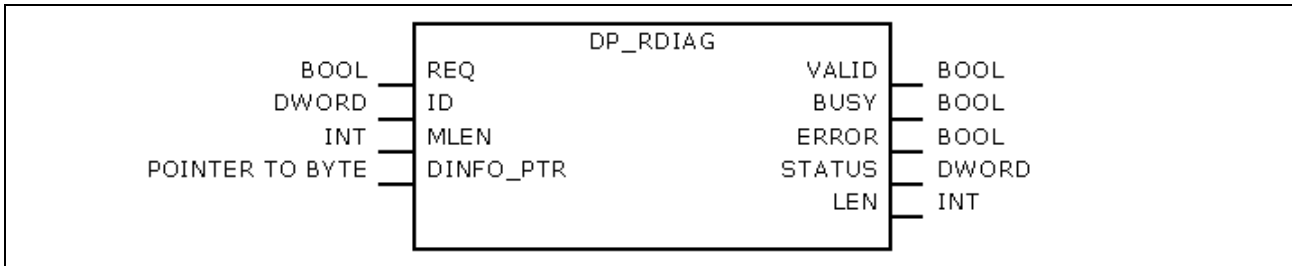 DP_RDIAG
BOOL REQ VALID BOOL
DWORD ID BUSY BOOL
INT MLEN ERROR BOOL
POINTER TO BYTE DINFO_PTR STATUS DWORD
LEN INT